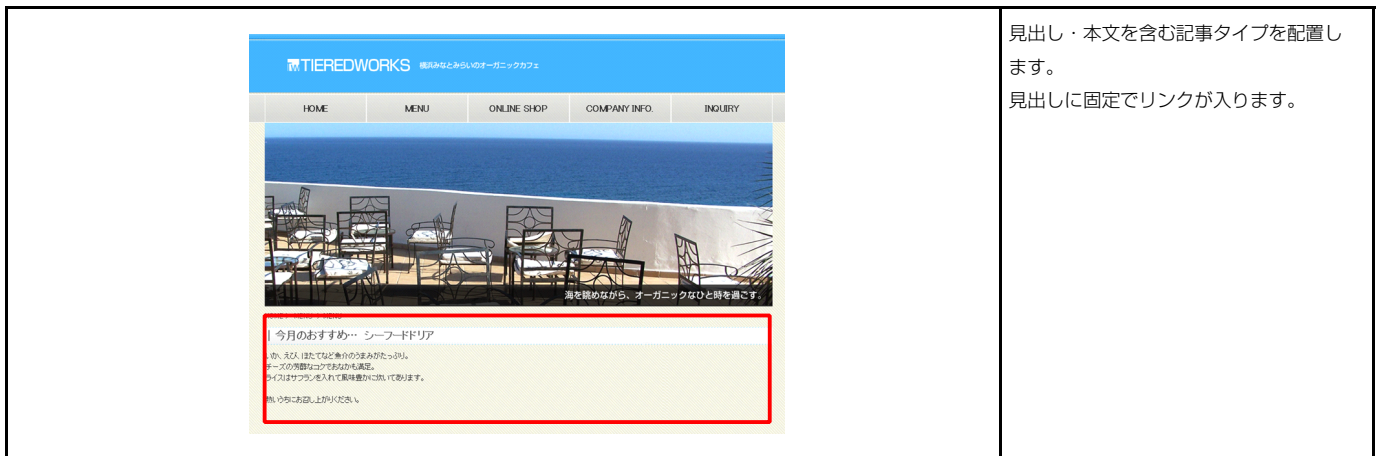 TIEREDWORKS 横浜みなとみらいのオーガニックカフェ
HOME MENU ONLINE SHOP COMPANY INFO. INQUIRY
海を眺めながら、オーガニックなひと時を過ごす。
| 今月のおすすめ… シーフードドリア
いか、えび、ほたてなど魚介のうまみがたっぷり。
チーズの芳醇なコクでおなかも満足。
ライスはサフランを入れて風味豊かに炊いてあります。
熱いうちにお召し上がりください。
見出し・本文を含む記事タイプを配置し
ます。
見出しに固定でリンクが入ります。